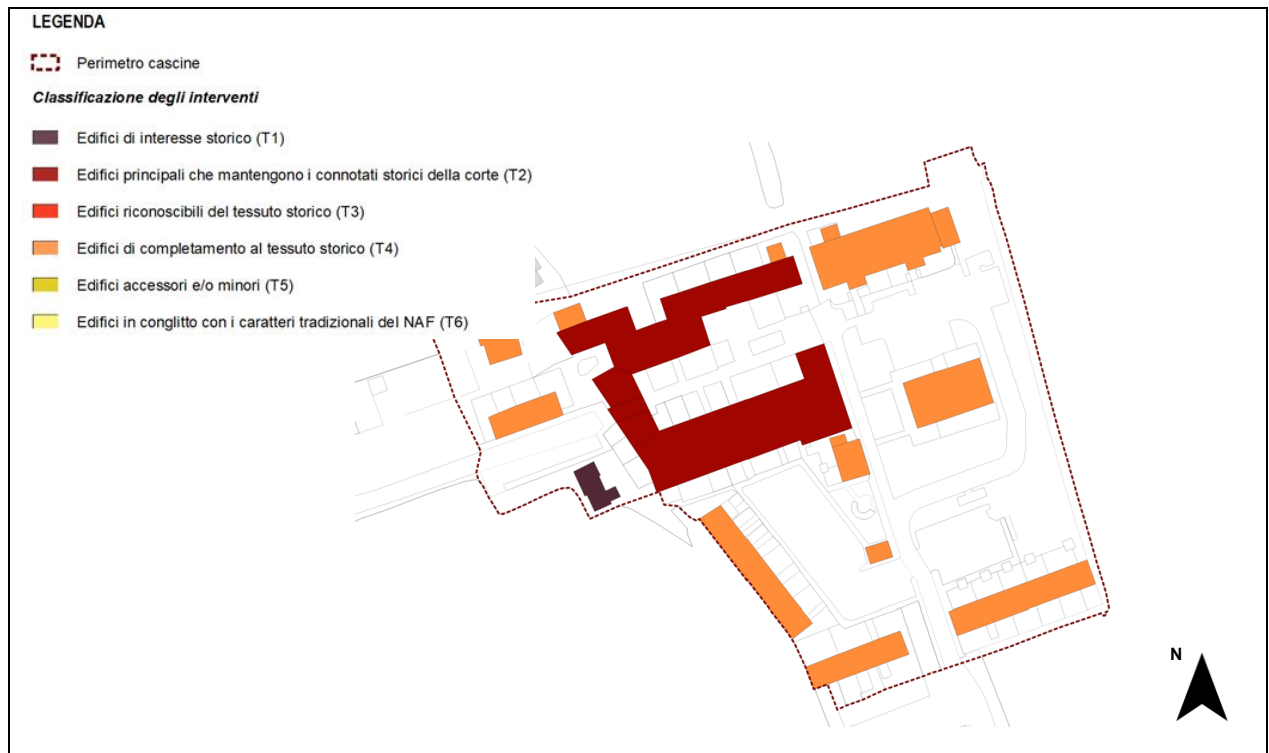 LEGENDA
Perimetro cascine
Classificazione degli interventi
Edifici di interesse storico (T1)
Edifici principali che mantengono i connotati storici della corte (T2)
Edifici riconoscibili del tessuto storico (T3)
Edifici di completamento al tessuto storico (T4)
Edifici accessori e/o minori (T5)
Edifici in conglitto con i caratteri tradizionali del NAF (T6)
N